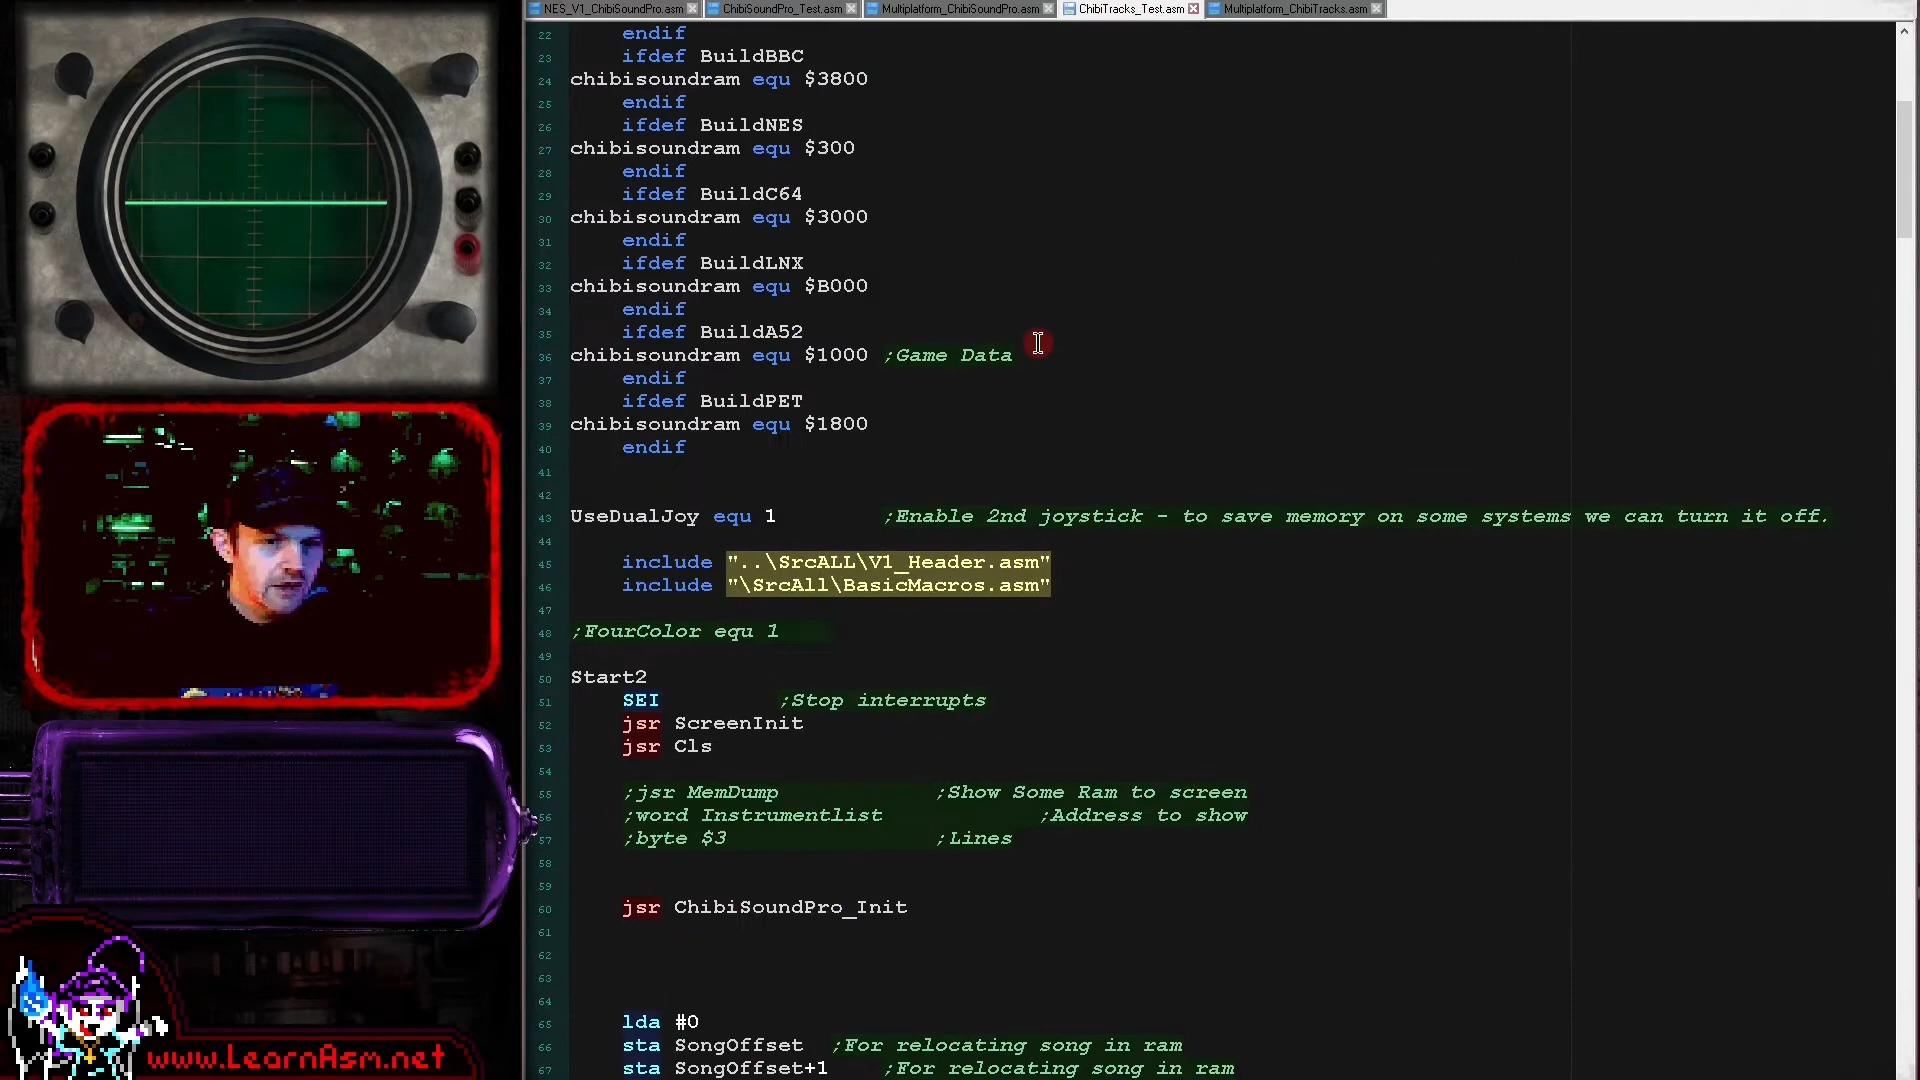 NES_V1_ChibiSoundPro.asm
ChibiSoundPro_Test.asm
Multiplatform_ChibiSoundPro.asm
ChibiTracks_Test.asm
Multiplatform_ChibiTracks.asm
22 endif
23 ifdef BuildBBC
24 chibisoundram equ $3800
25 endif
26 ifdef BuildNES
27 chibisoundram equ $300
28 endif
29 ifdef BuildC64
30 chibisoundram equ $3000
31 endif
32 ifdef BuildLNX
33 chibisoundram equ $B000
34 endif
35 ifdef BuildA52
36 chibisoundram equ $1000 ;Game Data
37 endif
38 ifdef BuildPET
39 chibisoundram equ $1800
40 endif
41
42
43 UseDualJoy equ 1 ;Enable 2nd joystick - to save memory on some systems we can turn it off.
44
45 include "..\SrcALL\V1_Header.asm"
46 include "\SrcAll\BasicMacros.asm"
47
48 ;FourColor equ 1
49
50 Start2
51 SEI ;Stop interrupts
52 jsr ScreenInit
53 jsr Cls
54
55 ;jsr MemDump ;Show Some Ram to screen
56 ;word Instrumentlist ;Address to show
57 ;byte $3 ;Lines
58
59
60 jsr ChibiSoundPro_Init
61
62
63
64
65 lda #0
66 sta SongOffset ;For relocating song in ram
67 sta SongOffset+1 ;For relocating song in ram
www.LearnAsm.net